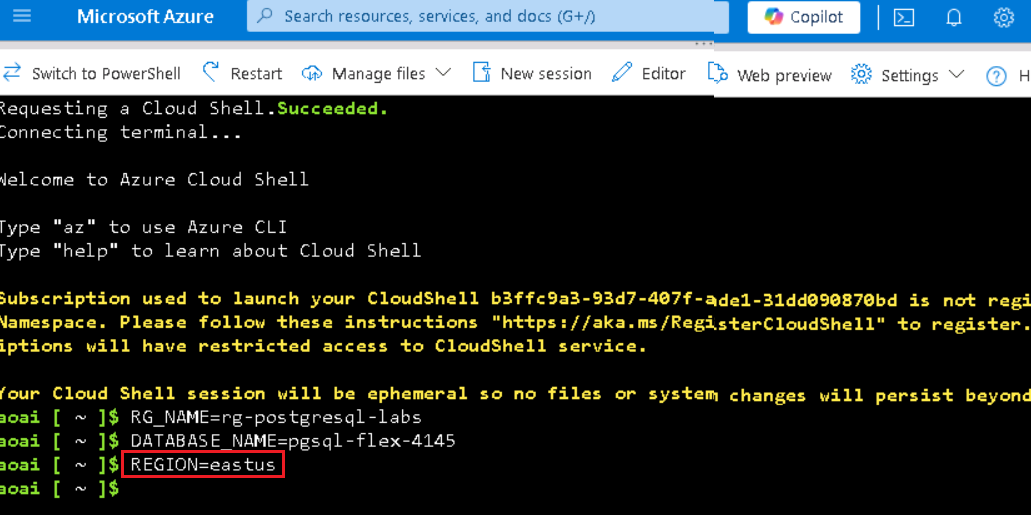 Microsoft Azure
Search resources, services, and docs (G+/)
Copilot
Switch to PowerShell Restart Manage files New session Editor Web preview Settings ? H
Requesting a Cloud Shell.Succeeded.
Connecting terminal...
Welcome to Azure Cloud Shell
Type "az" to use Azure CLI
Type "help" to learn about Cloud Shell
Subscription used to launch your CloudShell b3ffc9a3-93d7-407f-ade1-31dd090870bd is not regi
Namespace. Please follow these instructions "https://aka.ms/RegisterCloudShell" to register.
iptions will have restricted access to CloudShell service.
Your Cloud Shell session will be ephemeral so no files or system changes will persist beyond
aoai [ ~ ]$ RG_NAME=rg-postgresql-labs
aoai [ ~ ]$ DATABASE_NAME=pgsql-flex-4145
aoai [ ~ ]$ REGION=eastus
aoai [ ~ ]$